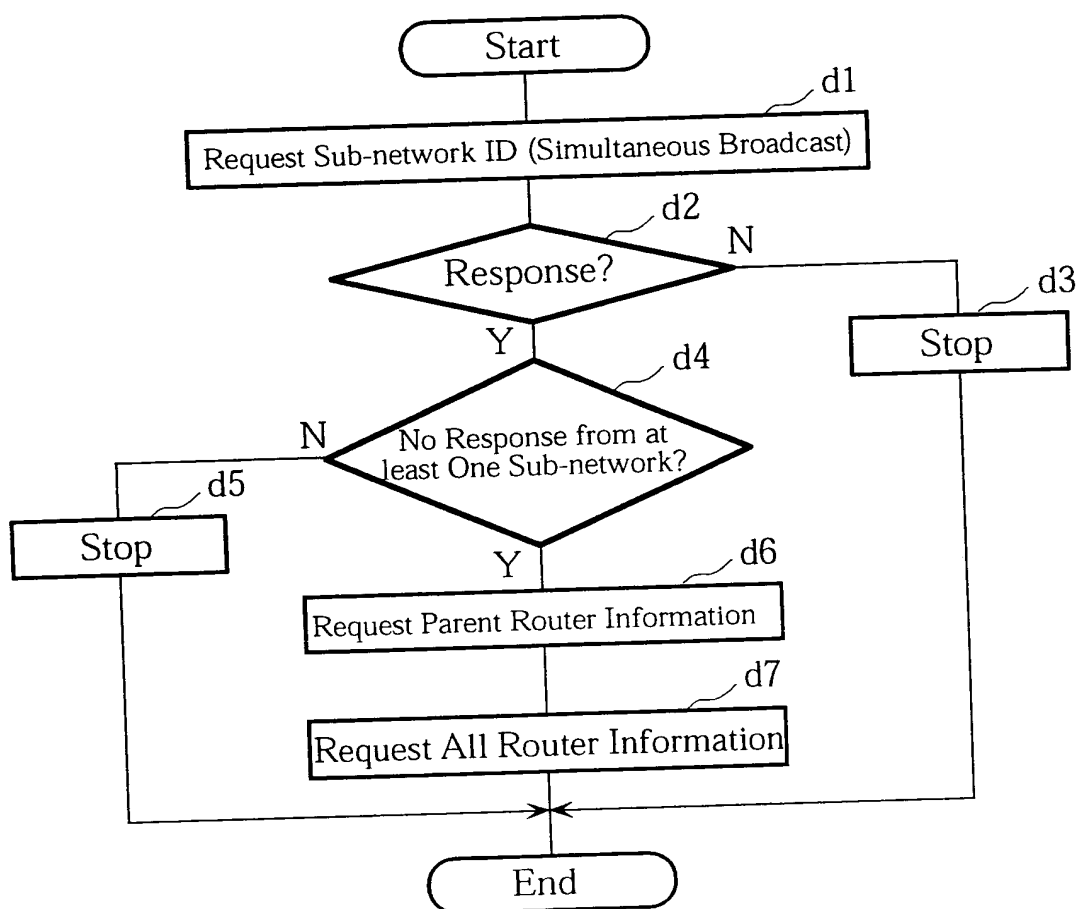 Start
d1
Request Sub-network ID (Simultaneous Broadcast)
d2
Response?
N
Y
d3
Stop
d4
No Response from at
least One Sub-network?
N
d5
Stop
Y
d6
Request Parent Router Information
d7
Request All Router Information
End